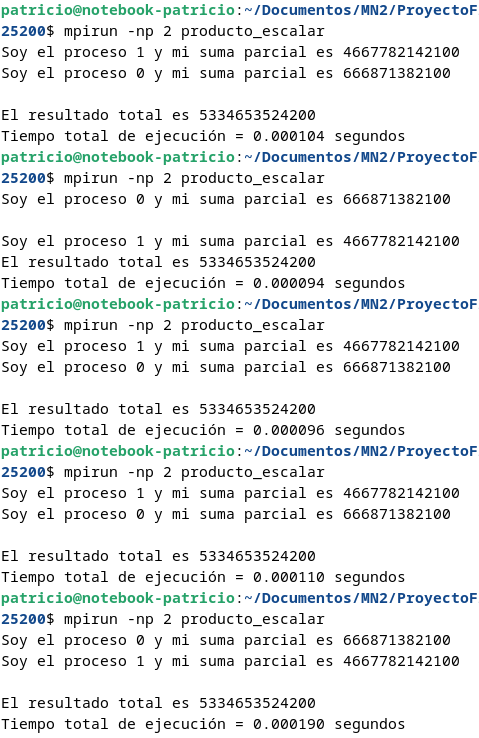 patricio@notebook-patricio:~/Documentos/MN2/ProyectoF
25200$ mpirun -np 2 producto_escalar
Soy el proceso 1 y mi suma parcial es 4667782142100
Soy el proceso 0 y mi suma parcial es 666871382100

El resultado total es 5334653524200
Tiempo total de ejecución = 0.000104 segundos
patricio@notebook-patricio:~/Documentos/MN2/ProyectoF
25200$ mpirun -np 2 producto_escalar
Soy el proceso 0 y mi suma parcial es 666871382100

Soy el proceso 1 y mi suma parcial es 4667782142100
El resultado total es 5334653524200
Tiempo total de ejecución = 0.000094 segundos
patricio@notebook-patricio:~/Documentos/MN2/ProyectoF
25200$ mpirun -np 2 producto_escalar
Soy el proceso 1 y mi suma parcial es 4667782142100
Soy el proceso 0 y mi suma parcial es 666871382100

El resultado total es 5334653524200
Tiempo total de ejecución = 0.000096 segundos
patricio@notebook-patricio:~/Documentos/MN2/ProyectoF
25200$ mpirun -np 2 producto_escalar
Soy el proceso 1 y mi suma parcial es 4667782142100
Soy el proceso 0 y mi suma parcial es 666871382100

El resultado total es 5334653524200
Tiempo total de ejecución = 0.000110 segundos
patricio@notebook-patricio:~/Documentos/MN2/ProyectoF
25200$ mpirun -np 2 producto_escalar
Soy el proceso 0 y mi suma parcial es 666871382100
Soy el proceso 1 y mi suma parcial es 4667782142100

El resultado total es 5334653524200
Tiempo total de ejecución = 0.000190 segundos